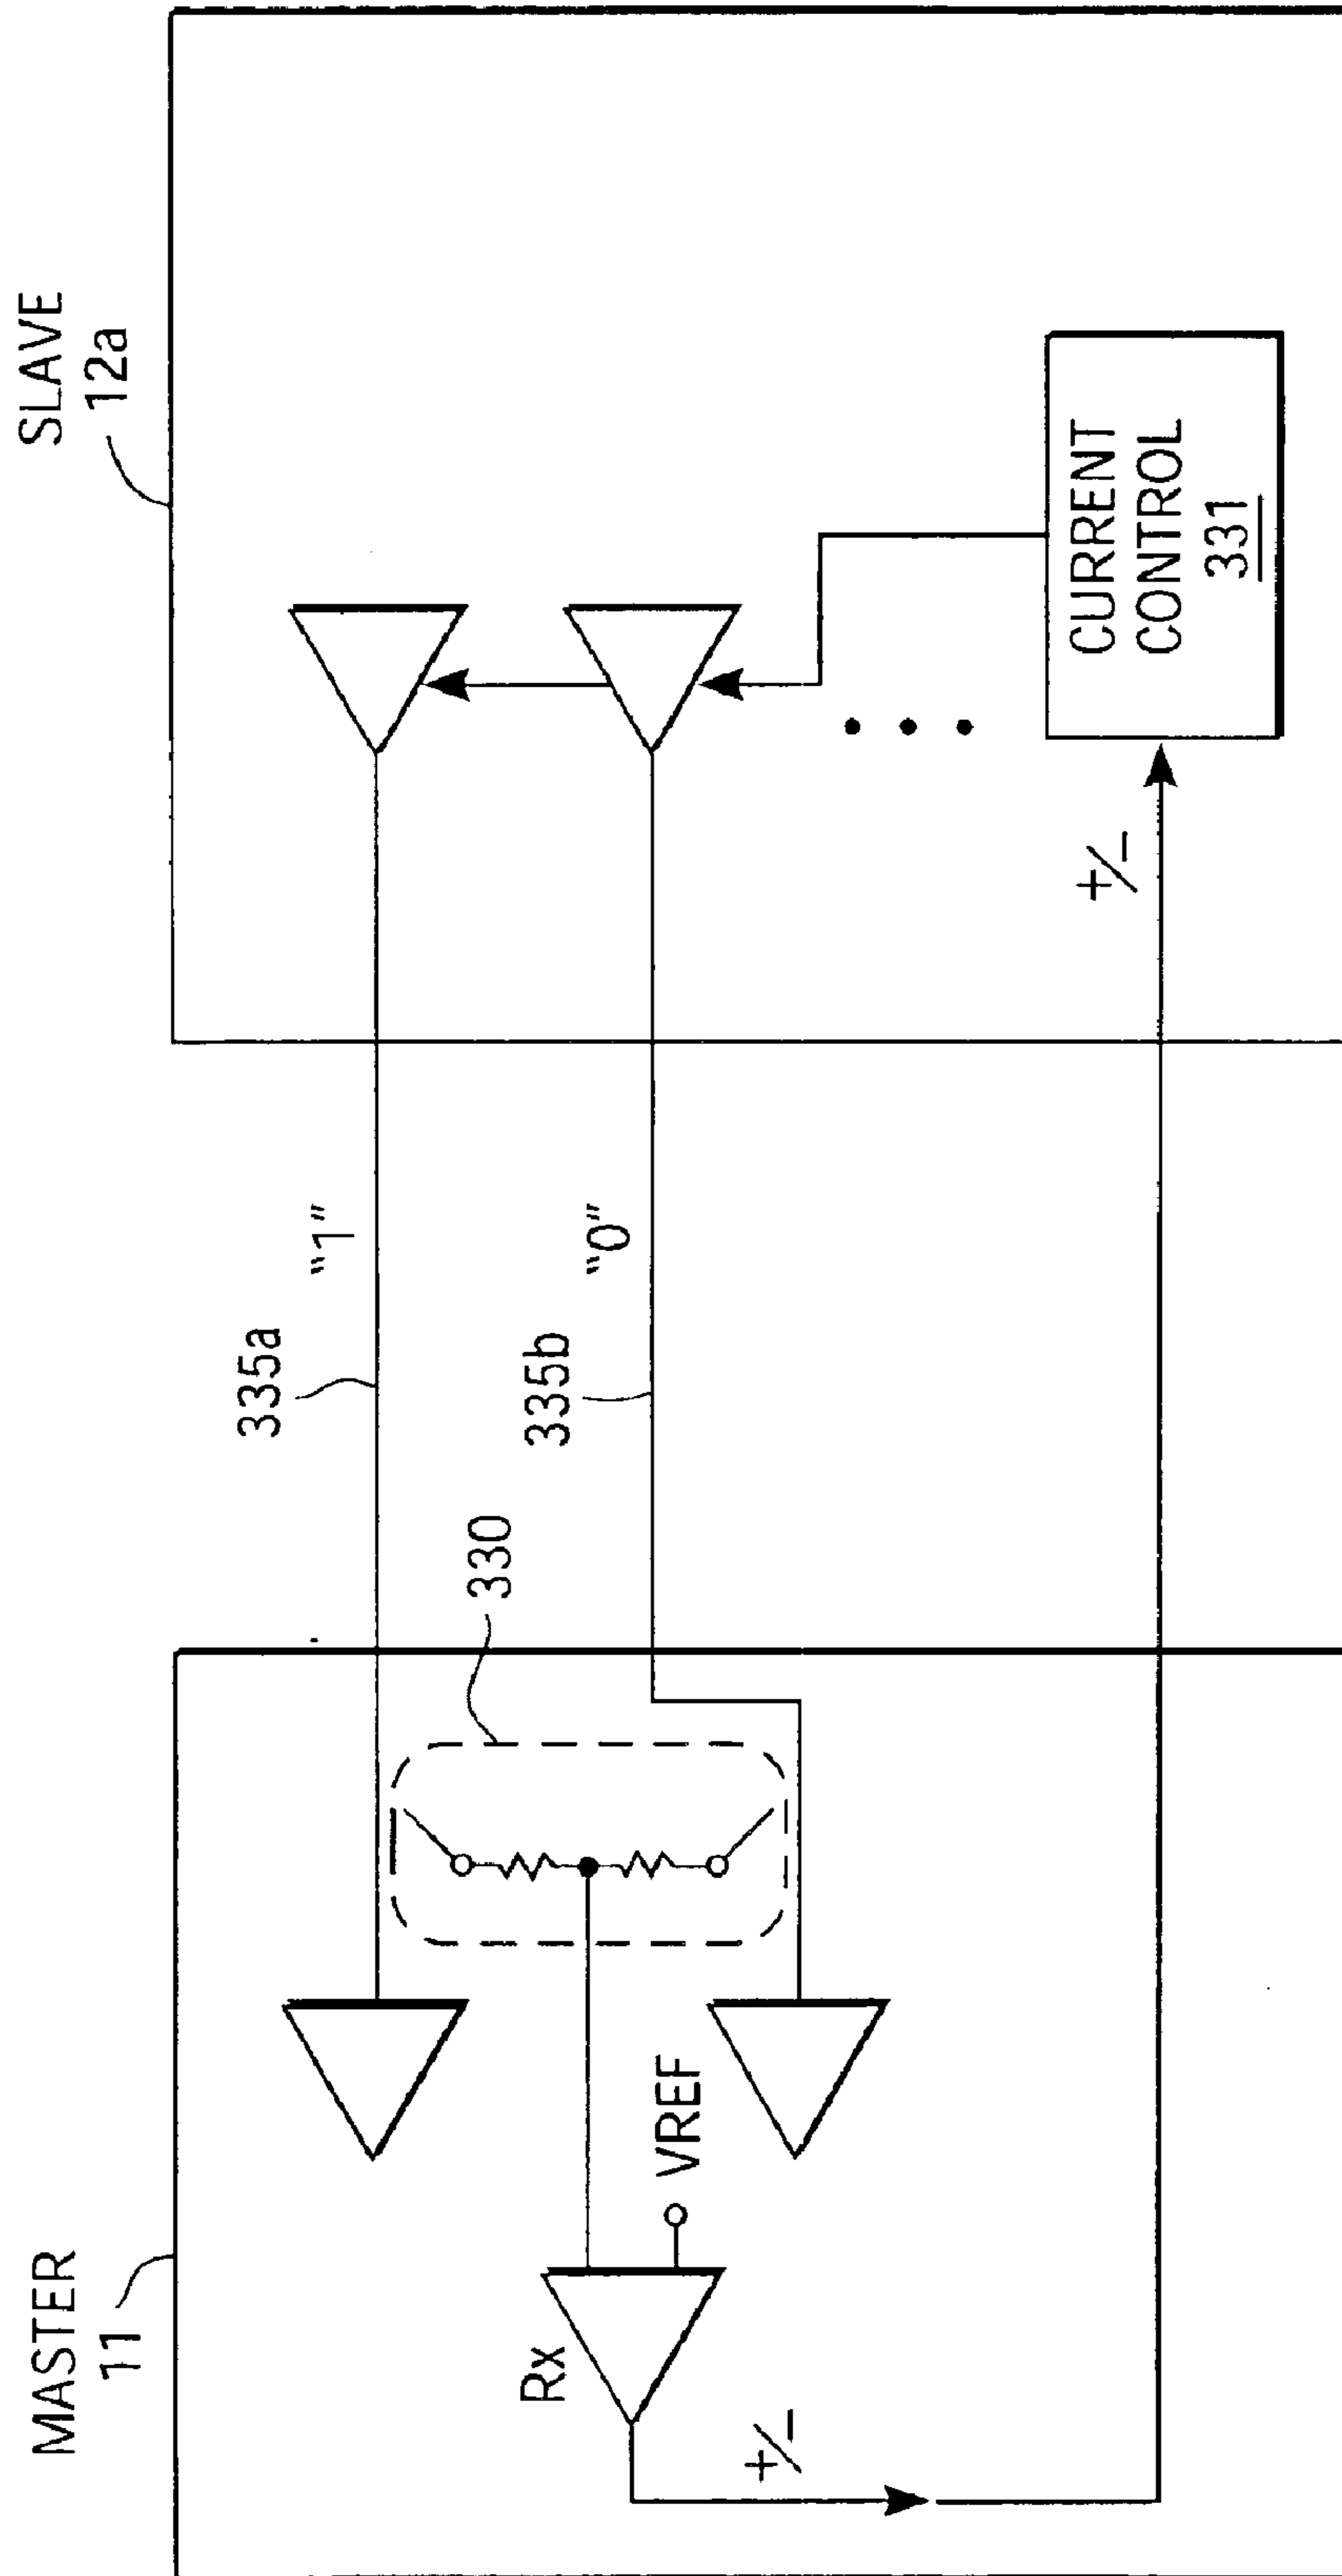 MASTER
11
SLAVE
12a
335a
"1"
330
335b
"0"
Rx
VREF
+/-
+/-
CURRENT
CONTROL
331